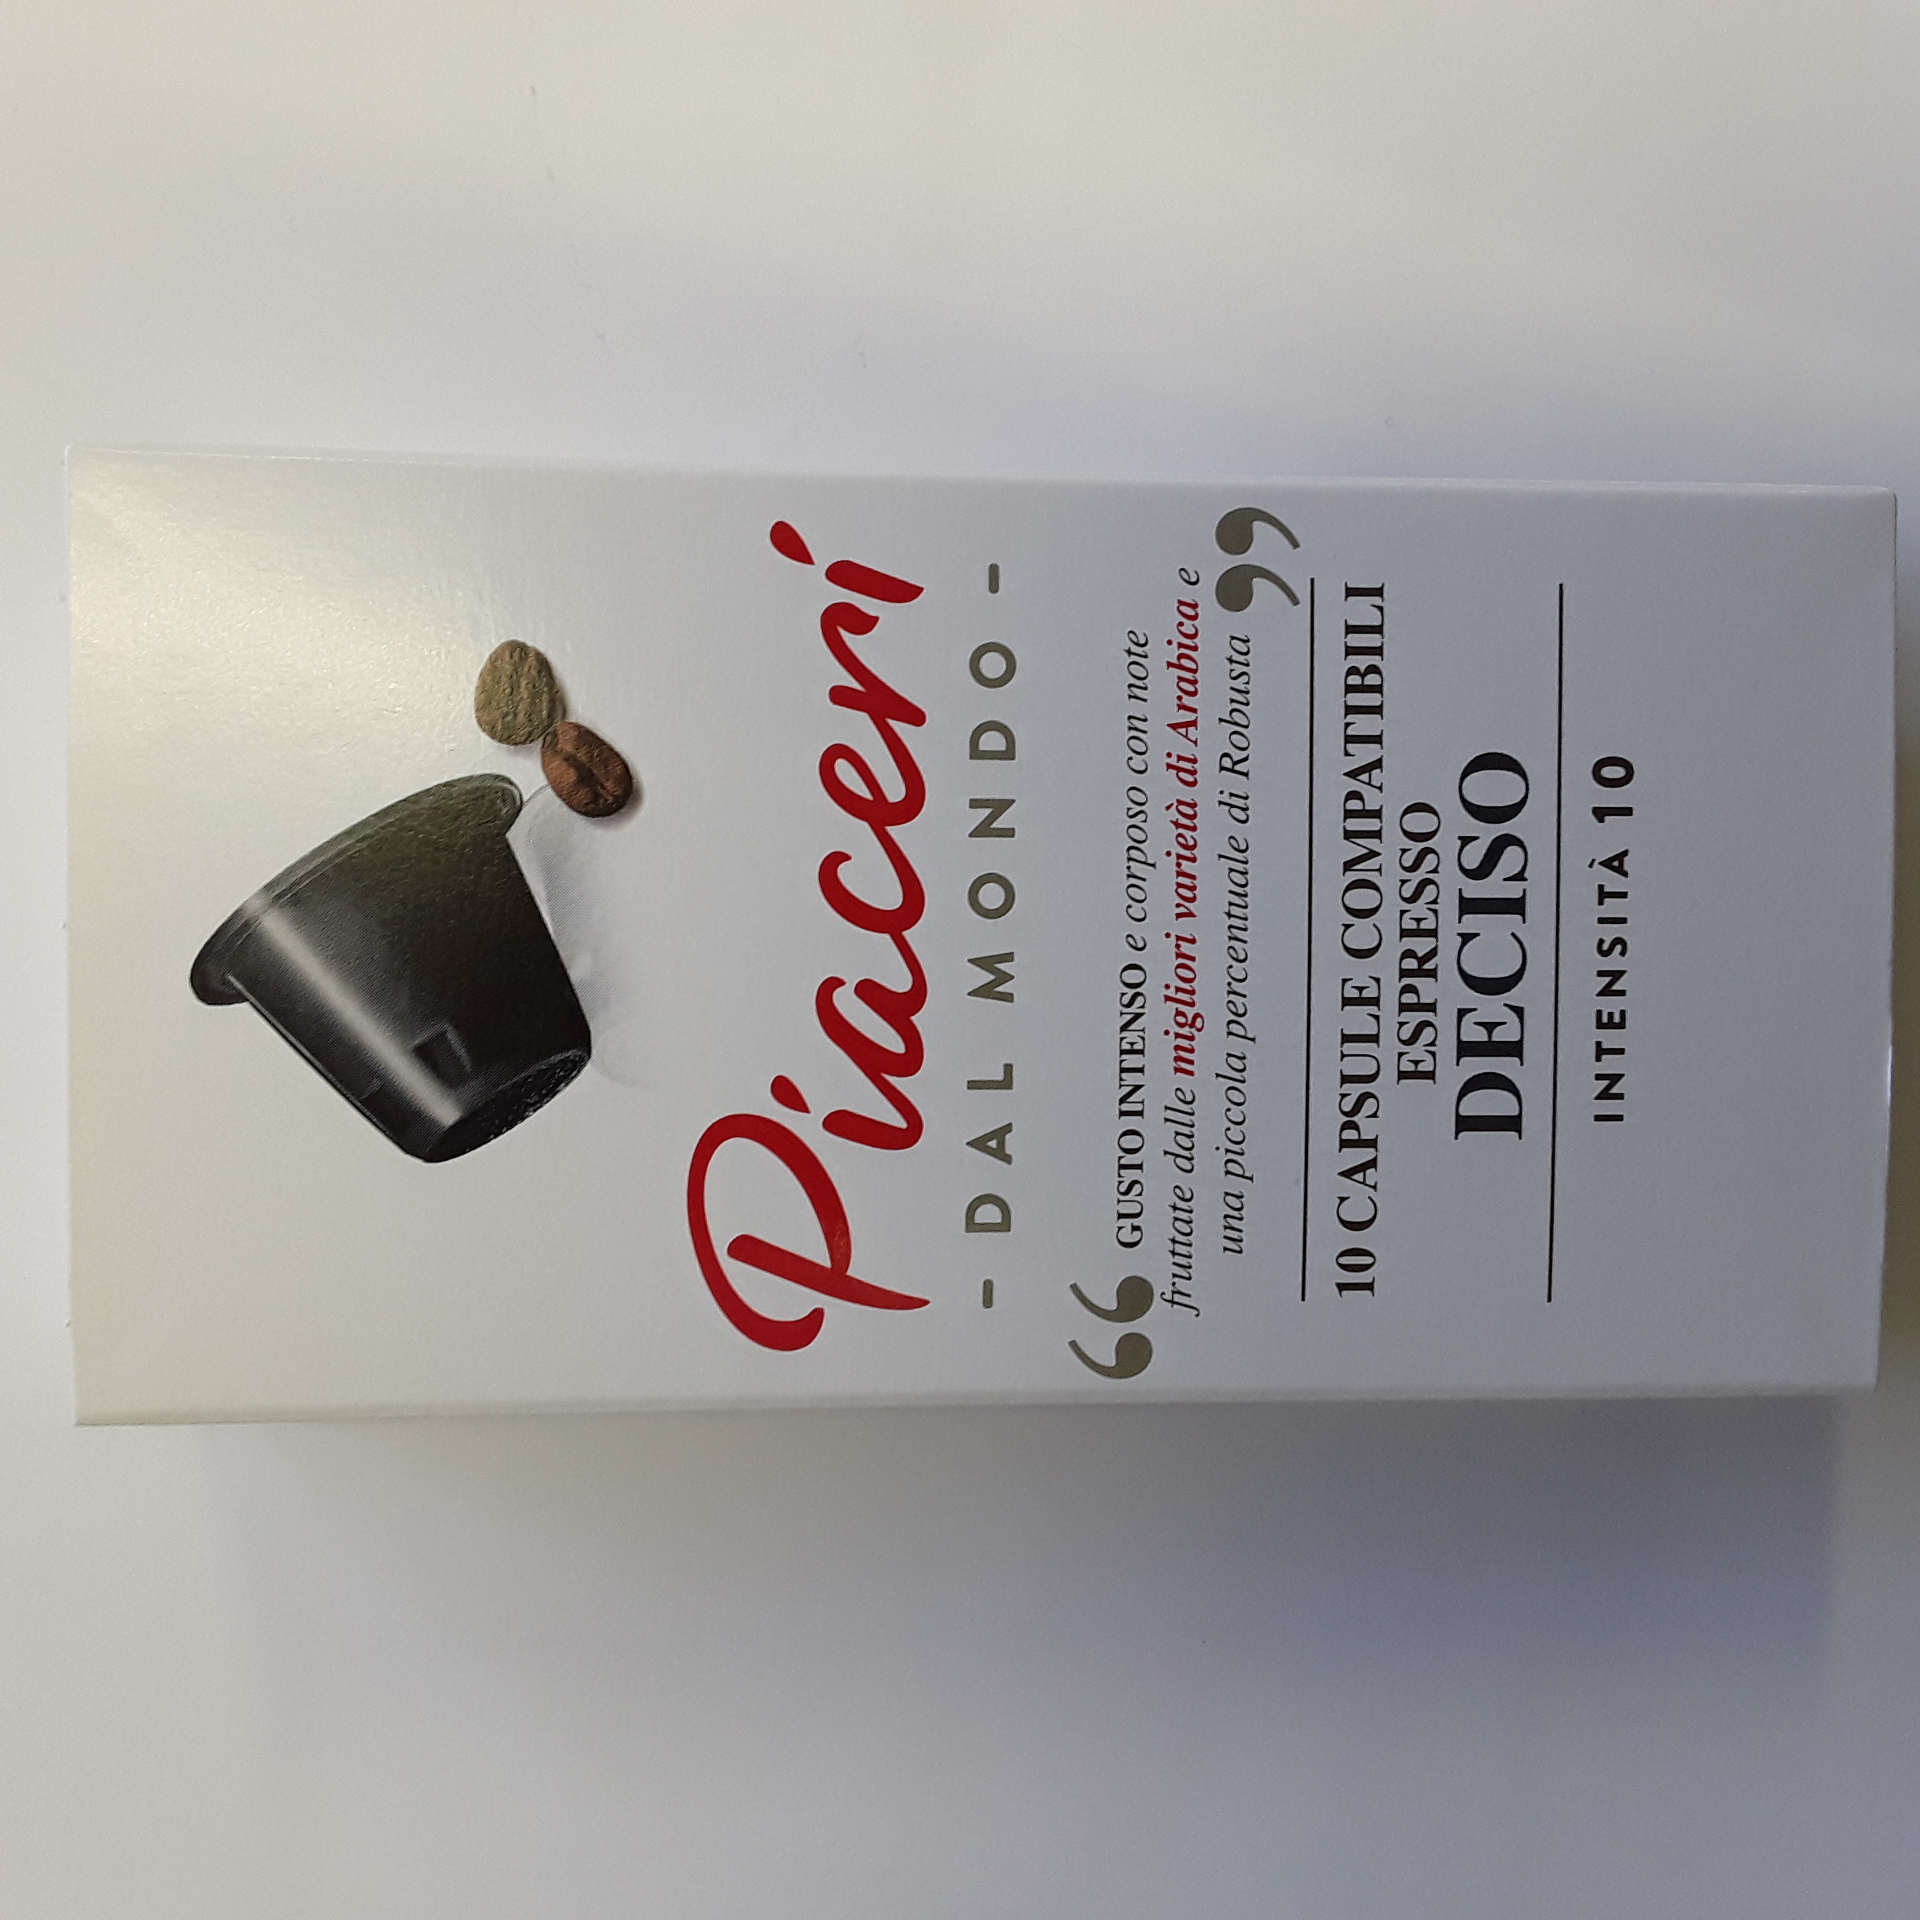 Piaceri
- DAL MONDO -
“ GUSTO INTENSO e corposo con note
fruttate dalle migliori varietà di Arabica e
una piccola percentuale di Robusta ”
10 CAPSULE COMPATIBILI
ESPRESSO
DECISO
INTENSITÀ 10